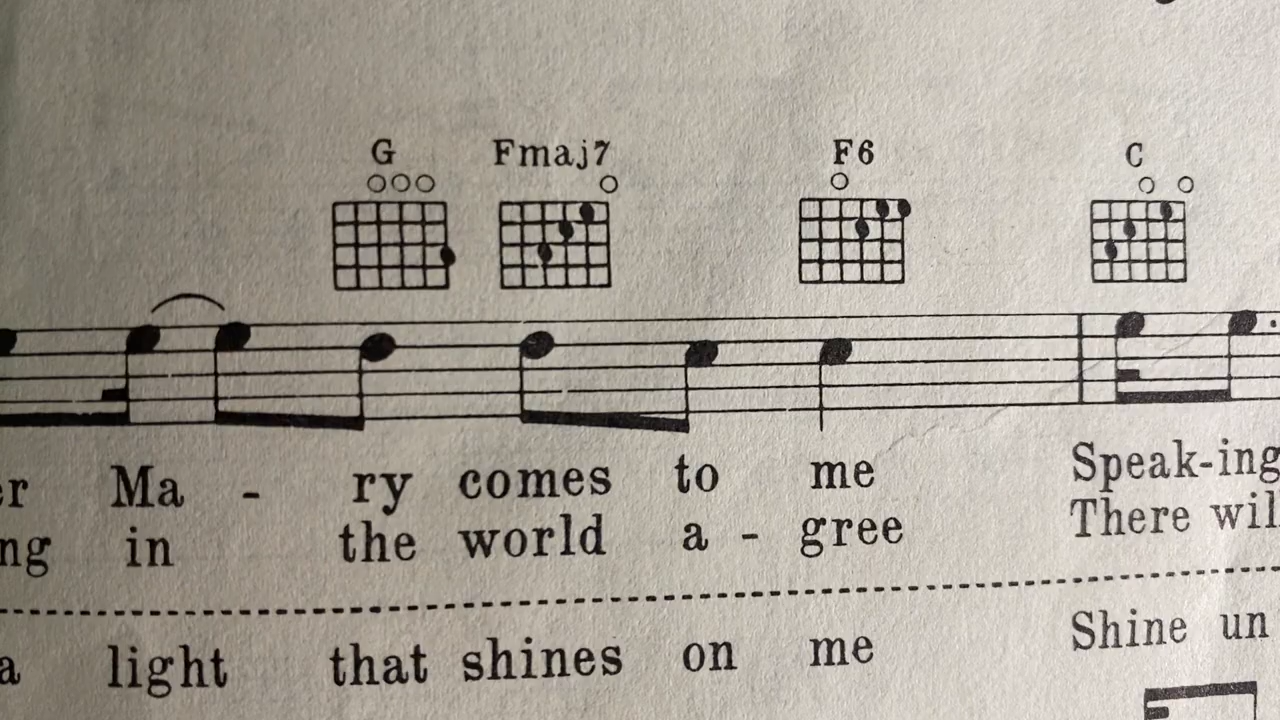 G Fmaj7 F6 C
er Ma - ry comes to me Speak-ing
ng in the world a - gree There wil
a light that shines on me Shine un